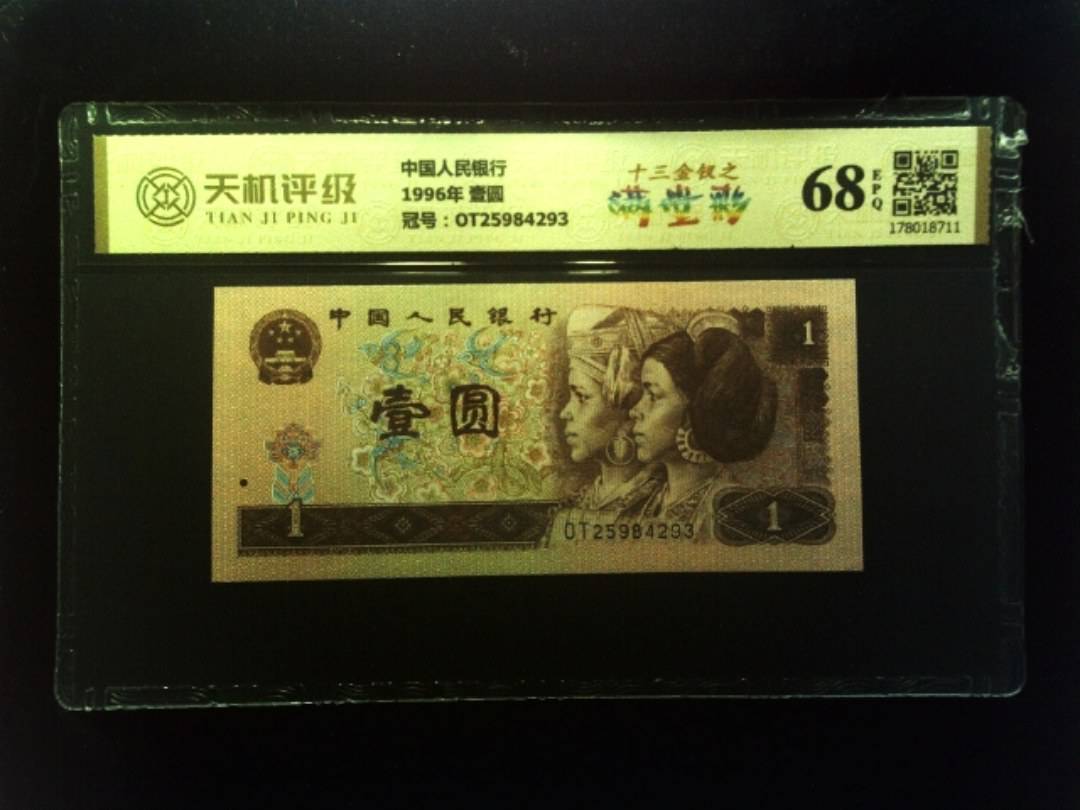 天机评级
TIAN JI PING JI
中国人民银行
1996年 壹圆
冠号：OT25984293
十三金钗之
满堂彩
68
EPQ
178018711
中国人民银行
1
壹圆
1
OT25984293
1